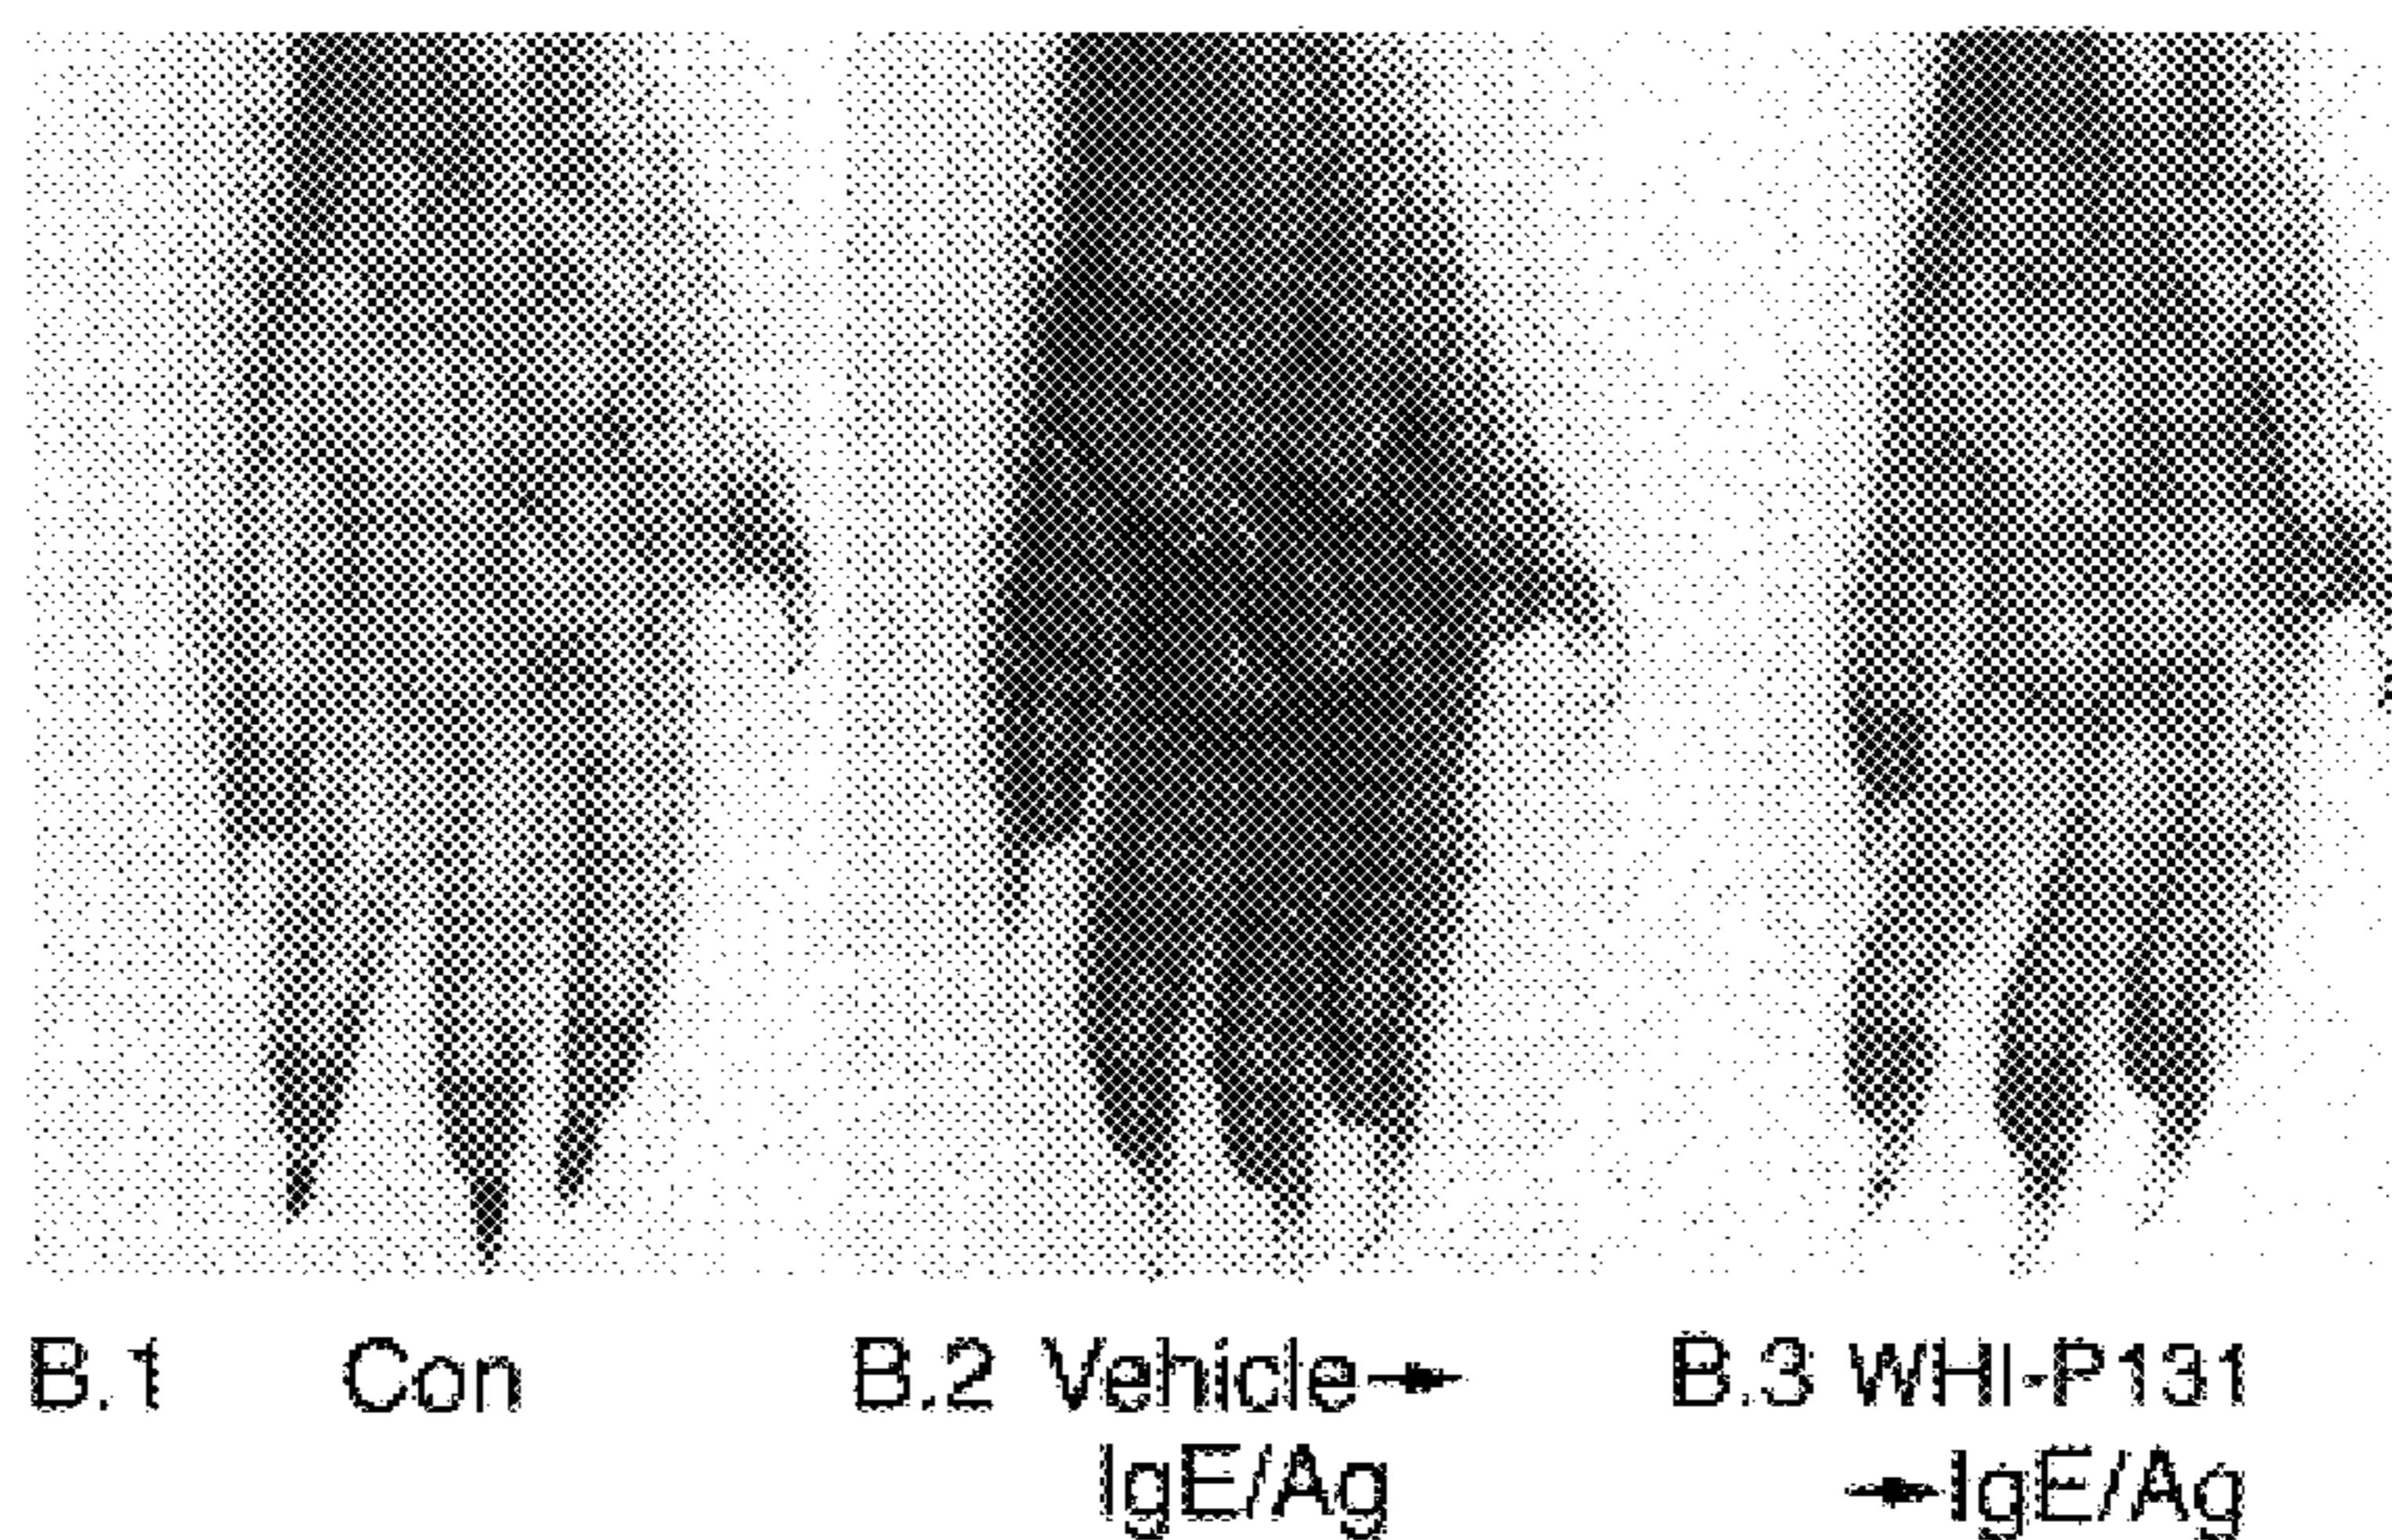 B.1 Con
B.2 Vehicle→
IgE/Ag
B.3 WHI-P131
→IgE/Ag